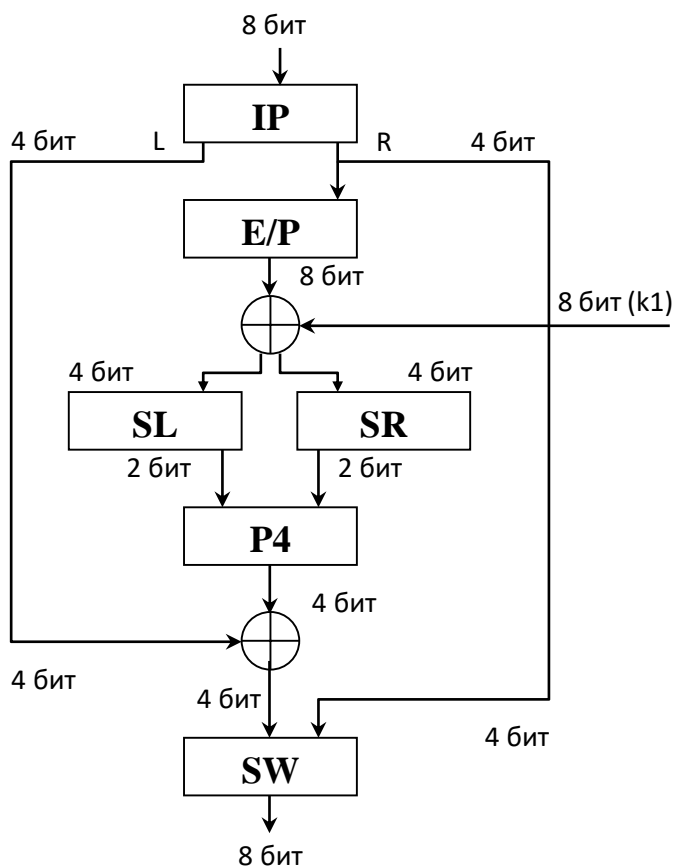 8 бит
IP
4 бит L R 4 бит
E/P
8 бит
8 бит (k1)
4 бит 4 бит
SL SR
2 бит 2 бит
P4
4 бит
4 бит
4 бит
4 бит
SW
8 бит